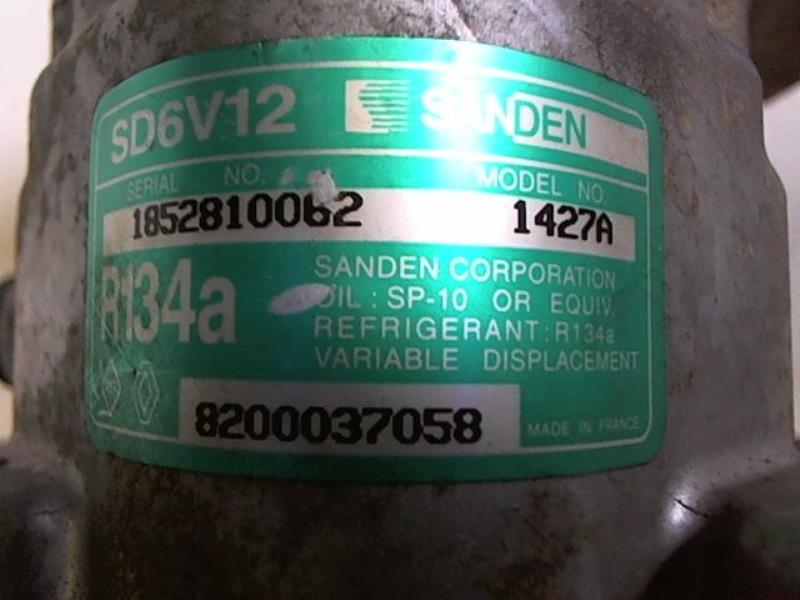 SD6V12 SANDEN
SERIAL NO. MODEL NO.
1852810062 1427A
R134a
SANDEN CORPORATION
OIL : SP-10 OR EQUIV.
REFRIGERANT : R134a
VARIABLE DISPLACEMENT
8200037058
MADE IN FRANCE